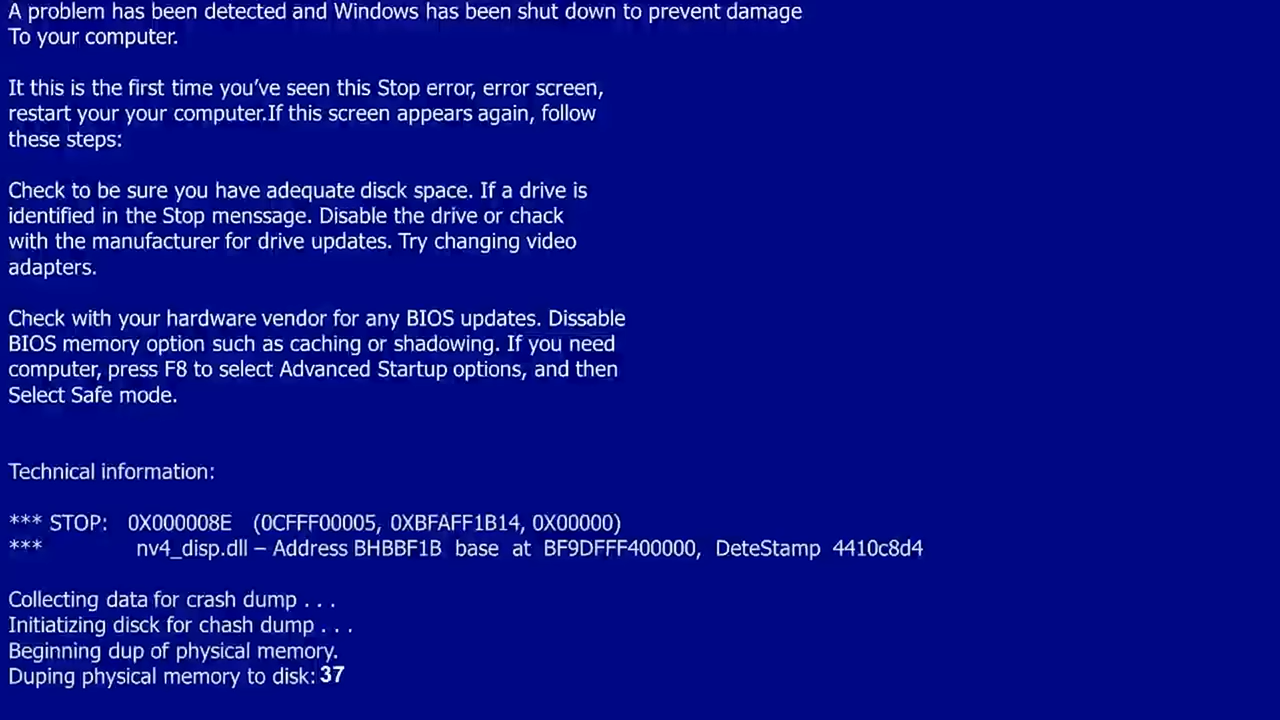 A problem has been detected and Windows has been shut down to prevent damage
To your computer.
It this is the first time you’ve seen this Stop error, error screen,
restart your your computer.If this screen appears again, follow
these steps:
Check to be sure you have adequate disck space. If a drive is
identified in the Stop menssage. Disable the drive or chack
with the manufacturer for drive updates. Try changing video
adapters.
Check with your hardware vendor for any BIOS updates. Dissable
BIOS memory option such as caching or shadowing. If you need
computer, press F8 to select Advanced Startup options, and then
Select Safe mode.
Technical information:
*** STOP: 0X000008E (0CFFF00005, 0XBFAFF1B14, 0X00000)
*** nv4_disp.dll – Address BHBBF1B base at BF9DFFF400000, DeteStamp 4410c8d4
Collecting data for crash dump . . .
Initiatizing disck for chash dump . . .
Beginning dup of physical memory.
Duping physical memory to disk: 37